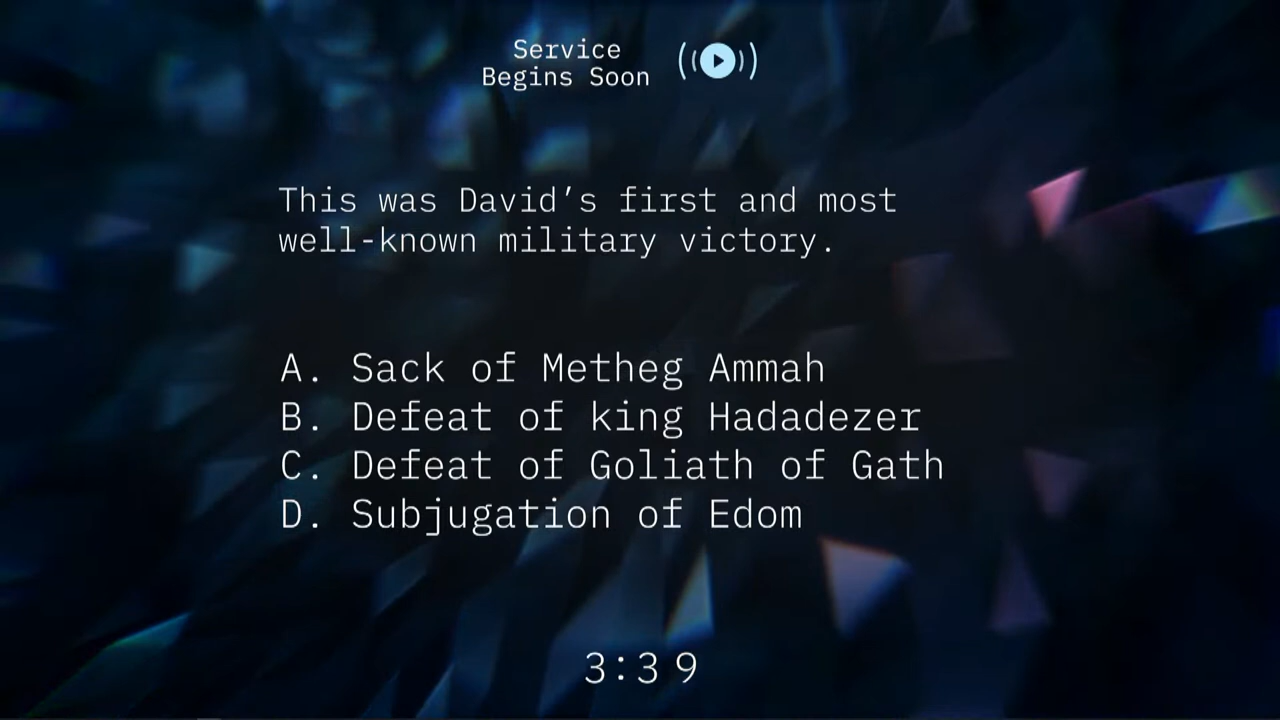 Service
Begins Soon
This was David’s first and most
well-known military victory.
A. Sack of Metheg Ammah
B. Defeat of king Hadadezer
C. Defeat of Goliath of Gath
D. Subjugation of Edom
3:39